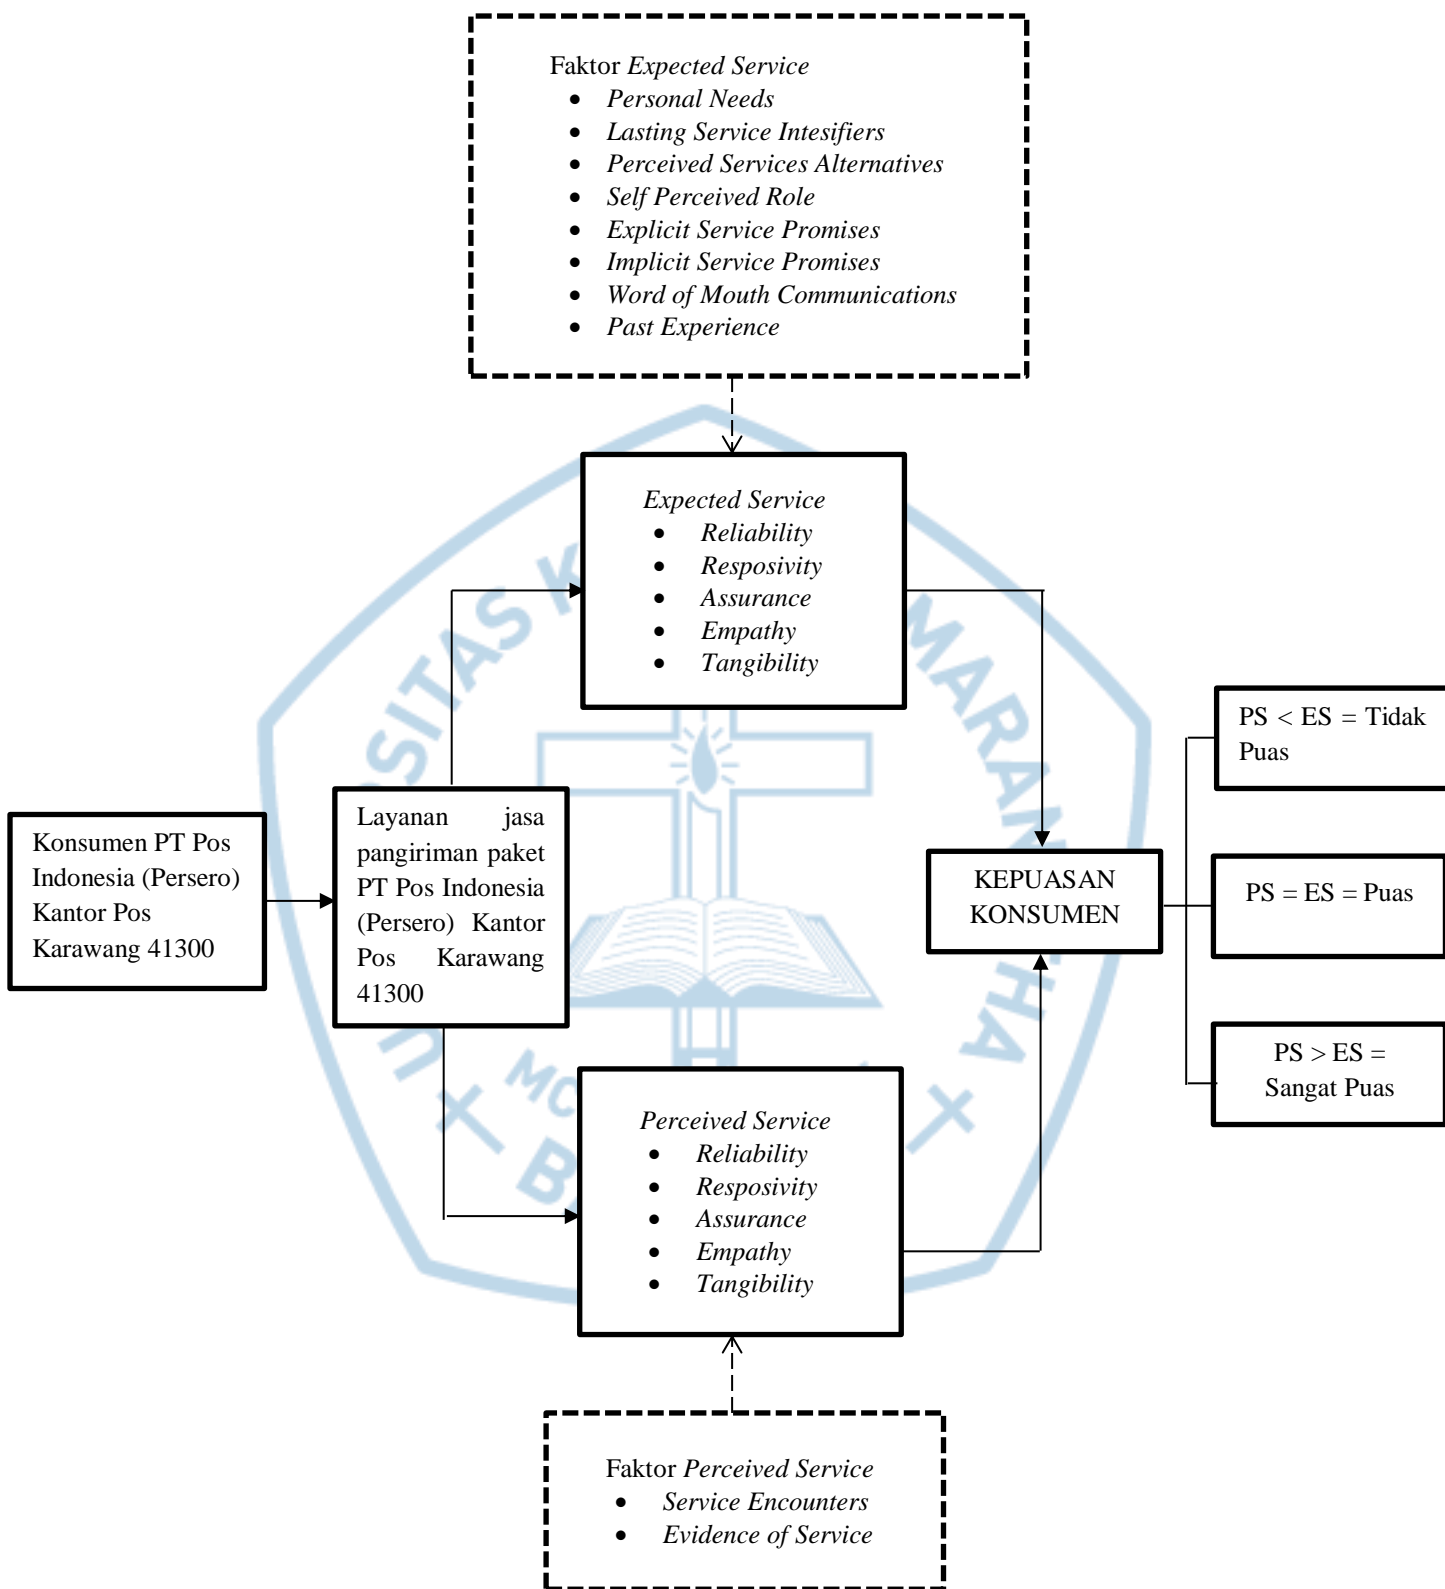 Faktor Expected Service
• Personal Needs
• Lasting Service Intesifiers
• Perceived Services Alternatives
• Self Perceived Role
• Explicit Service Promises
• Implicit Service Promises
• Word of Mouth Communications
• Past Experience
Expected Service
• Reliability
• Resposivity
• Assurance
• Empathy
• Tangibility
Konsumen PT Pos
Indonesia (Persero)
Kantor Pos
Karawang 41300
Layanan jasa
pangiriman paket
PT Pos Indonesia
(Persero) Kantor
Pos Karawang
41300
KEPUASAN
KONSUMEN
PS < ES = Tidak
Puas
PS = ES = Puas
PS > ES =
Sangat Puas
Perceived Service
• Reliability
• Resposivity
• Assurance
• Empathy
• Tangibility
Faktor Perceived Service
• Service Encounters
• Evidence of Service